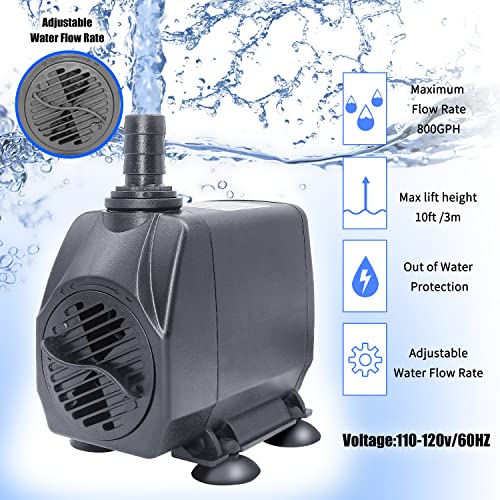 Adjustable
Water Flow Rate
Maximum
Flow Rate
800GPH
Max lift height
10ft /3m
Out of Water
Protection
Adjustable
Water Flow Rate
Voltage:110-120v/60HZ